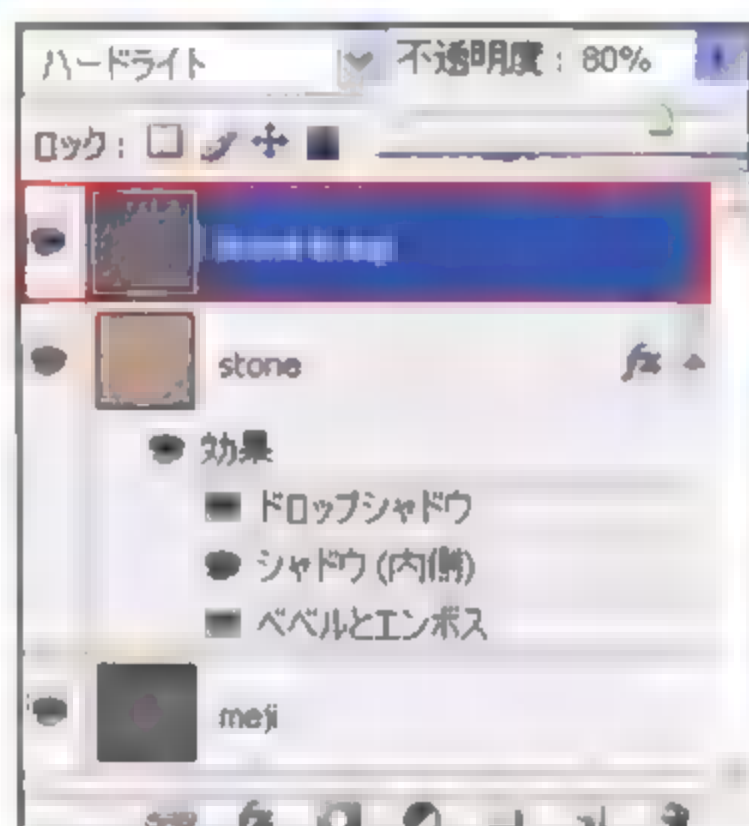 ハードライト 不透明度 : 80%
ロック :
stone fx
効果
ドロップシャドウ
シャドウ (内側)
ベベルとエンボス
meji
fx